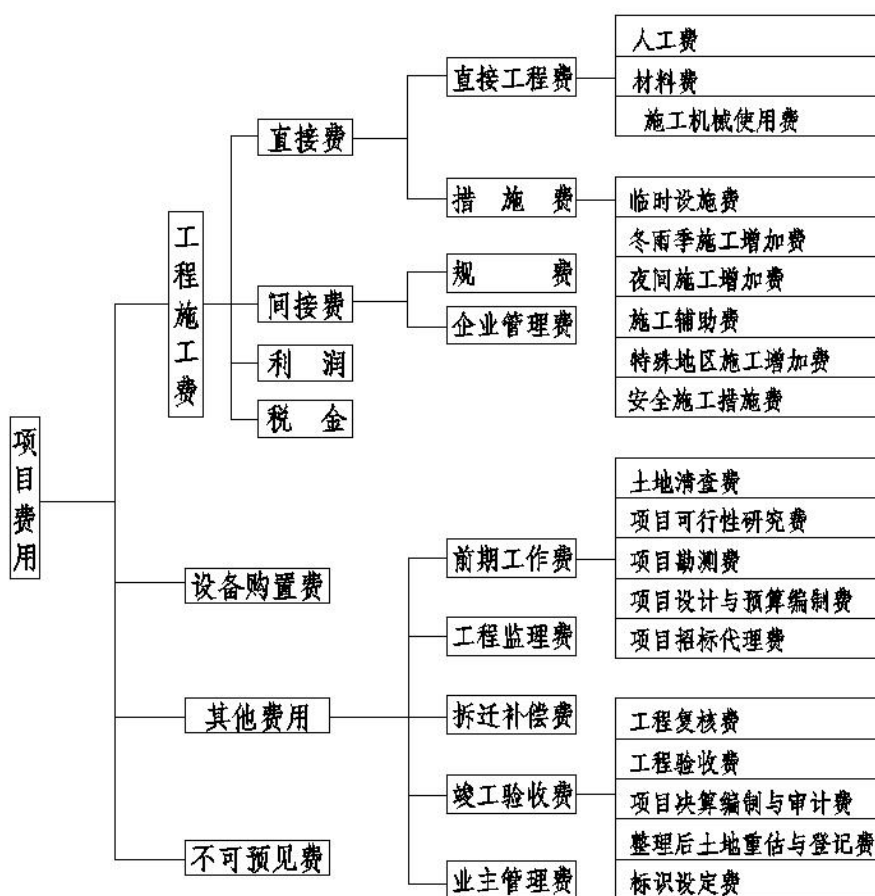 项目费用
工程施工费
直接费
直接工程费
人工费
材料费
施工机械使用费
措施费
临时设施费
冬雨季施工增加费
夜间施工增加费
施工辅助费
特殊地区施工增加费
安全施工措施费
间接费
规费
企业管理费
利润
税金
设备购置费
其他费用
前期工作费
土地清查费
项目可行性研究费
项目勘测费
项目设计与预算编制费
项目招标代理费
工程监理费
拆迁补偿费
竣工验收费
工程复核费
工程验收费
项目决算编制与审计费
整理后土地重估与登记费
标识设定费
业主管理费
不可预见费